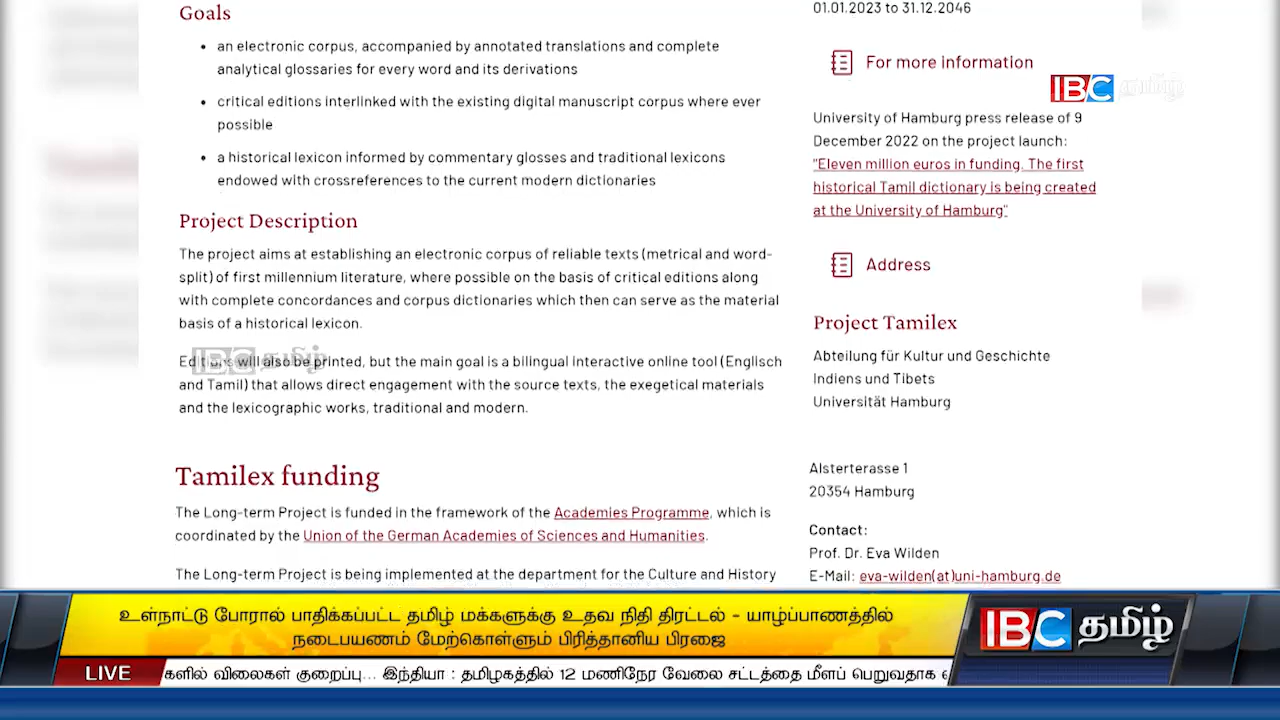 Goals
• an electronic corpus, accompanied by annotated translations and complete
analytical glossaries for every word and its derivations
• critical editions interlinked with the existing digital manuscript corpus where ever
possible
• a historical lexicon informed by commentary glosses and traditional lexicons
endowed with crossreferences to the current modern dictionaries
Project Description
The project aims at establishing an electronic corpus of reliable texts (metrical and word-
split) of first millennium literature, where possible on the basis of critical editions along
with complete concordances and corpus dictionaries which then can serve as the material
basis of a historical lexicon.
Editions will also be printed, but the main goal is a bilingual interactive online tool (Englisch
and Tamil) that allows direct engagement with the source texts, the exegetical materials
and the lexicographic works, traditional and modern.
IBC தமிழ்
Tamilex funding
The Long-term Project is funded in the framework of the Academies Programme, which is
coordinated by the Union of the German Academies of Sciences and Humanities.
The Long-term Project is being implemented at the department for the Culture and History
01.01.2023 to 31.12.2046
For more information
IBC தமிழ்
University of Hamburg press release of 9
December 2022 on the project launch:
"Eleven million euros in funding. The first
historical Tamil dictionary is being created
at the University of Hamburg"
Address
Project Tamilex
Abteilung für Kultur und Geschichte
Indiens und Tibets
Universität Hamburg
Alsterterasse 1
20354 Hamburg
Contact:
Prof. Dr. Eva Wilden
E-Mail: eva-wilden(at)uni-hamburg.de
உள்நாட்டு போரால் பாதிக்கப்பட்ட தமிழ் மக்களுக்கு உதவ நிதி திரட்டல் - யாழ்ப்பாணத்தில்
நடைபயணம் மேற்கொள்ளும் பிரித்தானிய பிரஜை
IBC தமிழ்
LIVE
களில் விலைகள் குறைப்பு... இந்தியா : தமிழகத்தில் 12 மணிநேர வேலை சட்டத்தை மீளப் பெறுவதாக